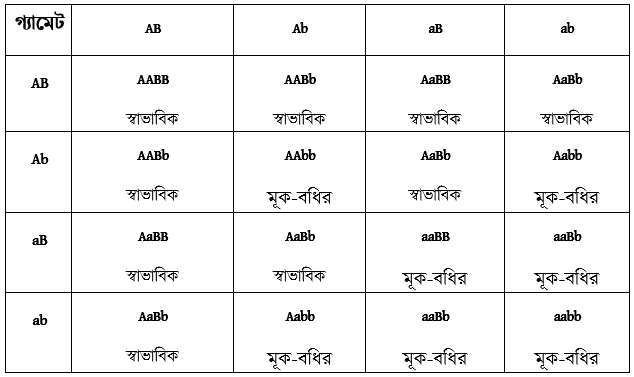 গ্যামেট AB Ab aB ab
AB AABB AABb AaBB AaBb
স্বাভাবিক স্বাভাবিক স্বাভাবিক স্বাভাবিক
Ab AABb AAbb AaBb Aabb
স্বাভাবিক মূক-বধির স্বাভাবিক মূক-বধির
aB AaBB AaBb aaBB aaBb
স্বাভাবিক স্বাভাবিক মূক-বধির মূক-বধির
ab AaBb Aabb aaBb aabb
স্বাভাবিক মূক-বধির মূক-বধির মূক-বধির